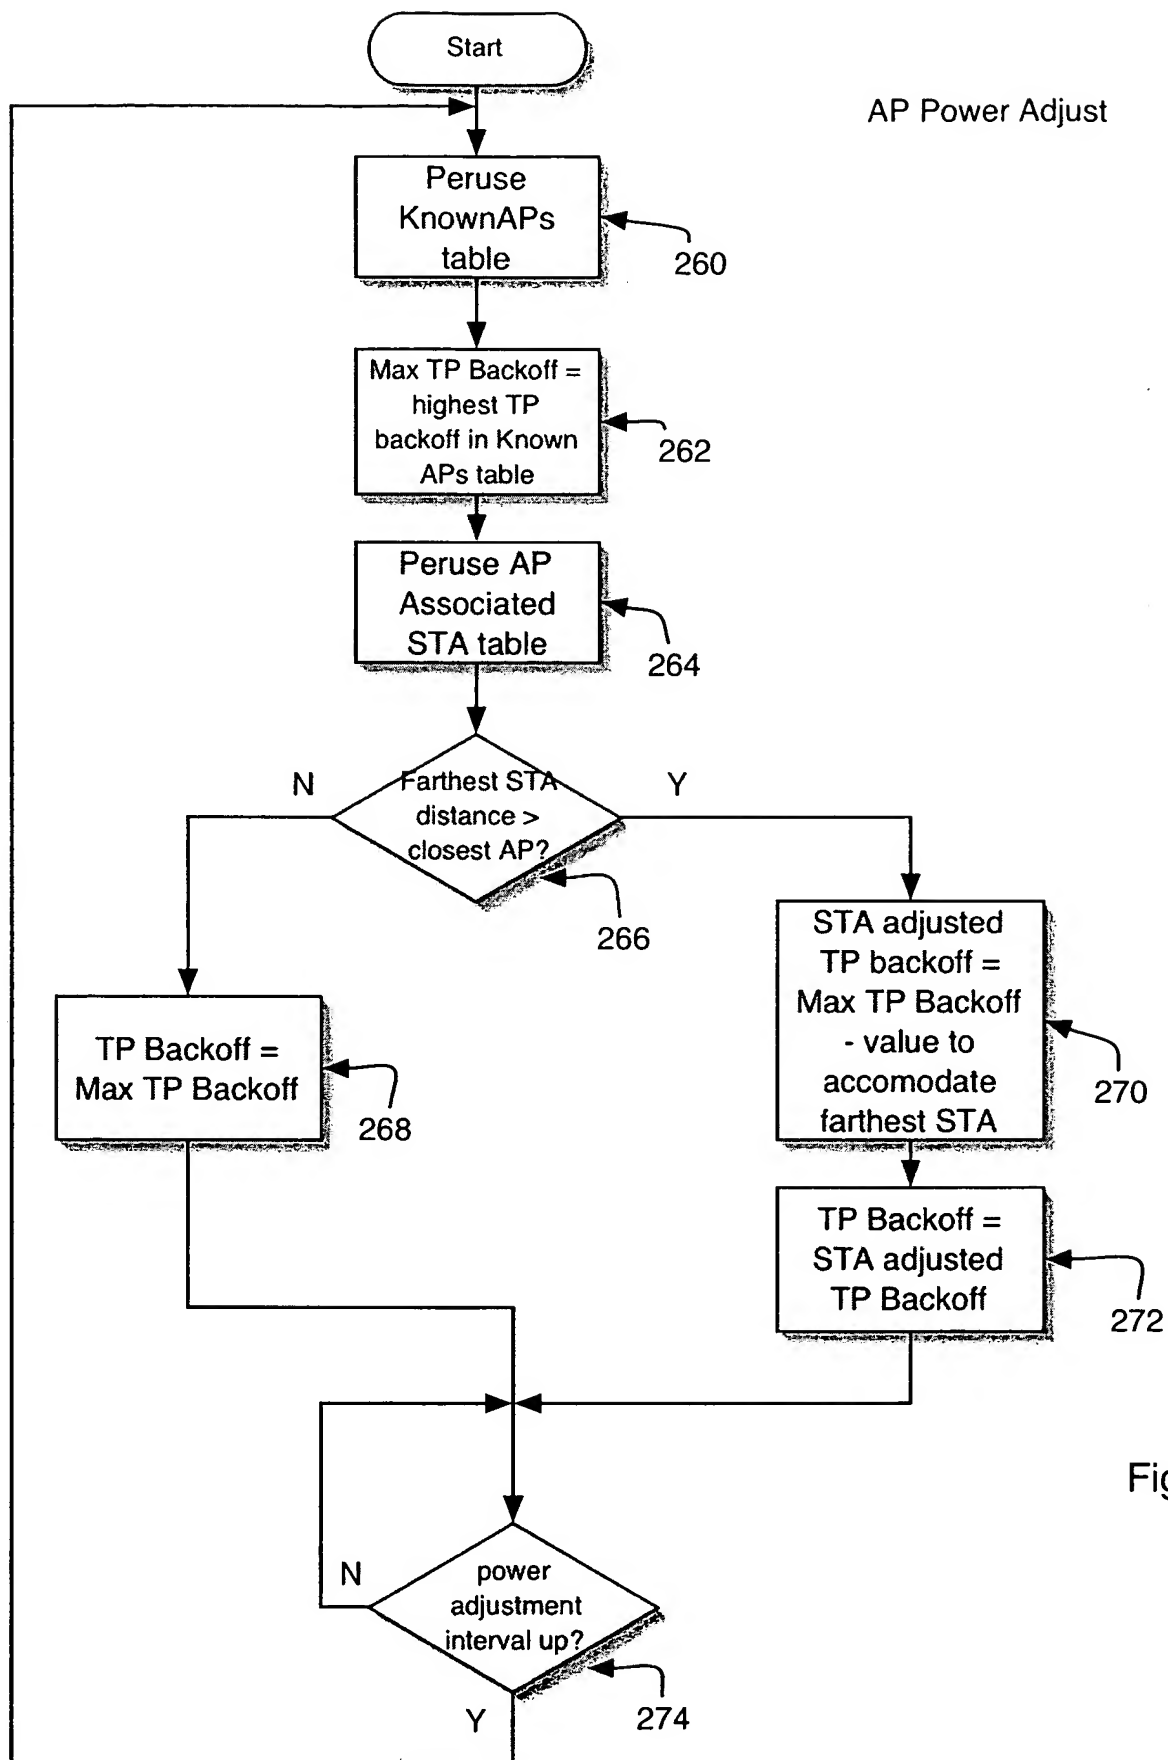 Start
AP Power Adjust
Peruse
KnownAPs
table
260
Max TP Backoff =
highest TP
backoff in Known
APs table
262
Peruse AP
Associated
STA table
264
N
Farthest STA
distance >
closest AP?
Y
266
STA adjusted
TP backoff =
Max TP Backoff
- value to
accomodate
farthest STA
270
TP Backoff =
Max TP Backoff
268
TP Backoff =
STA adjusted
TP Backoff
272
N
power
adjustment
interval up?
274
Y